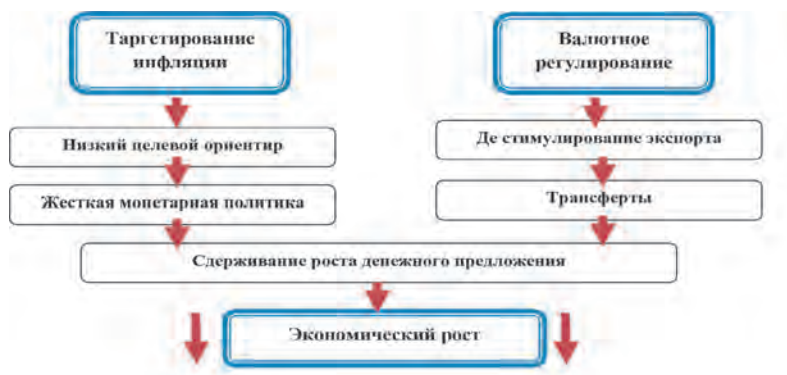 Таргетирование
инфляции
Валютное
регулирование
Низкий целевой ориентир
Де стимулирование экспорта
Жесткая монетарная политика
Трансферты
Сдерживание роста денежного предложения
Экономический рост